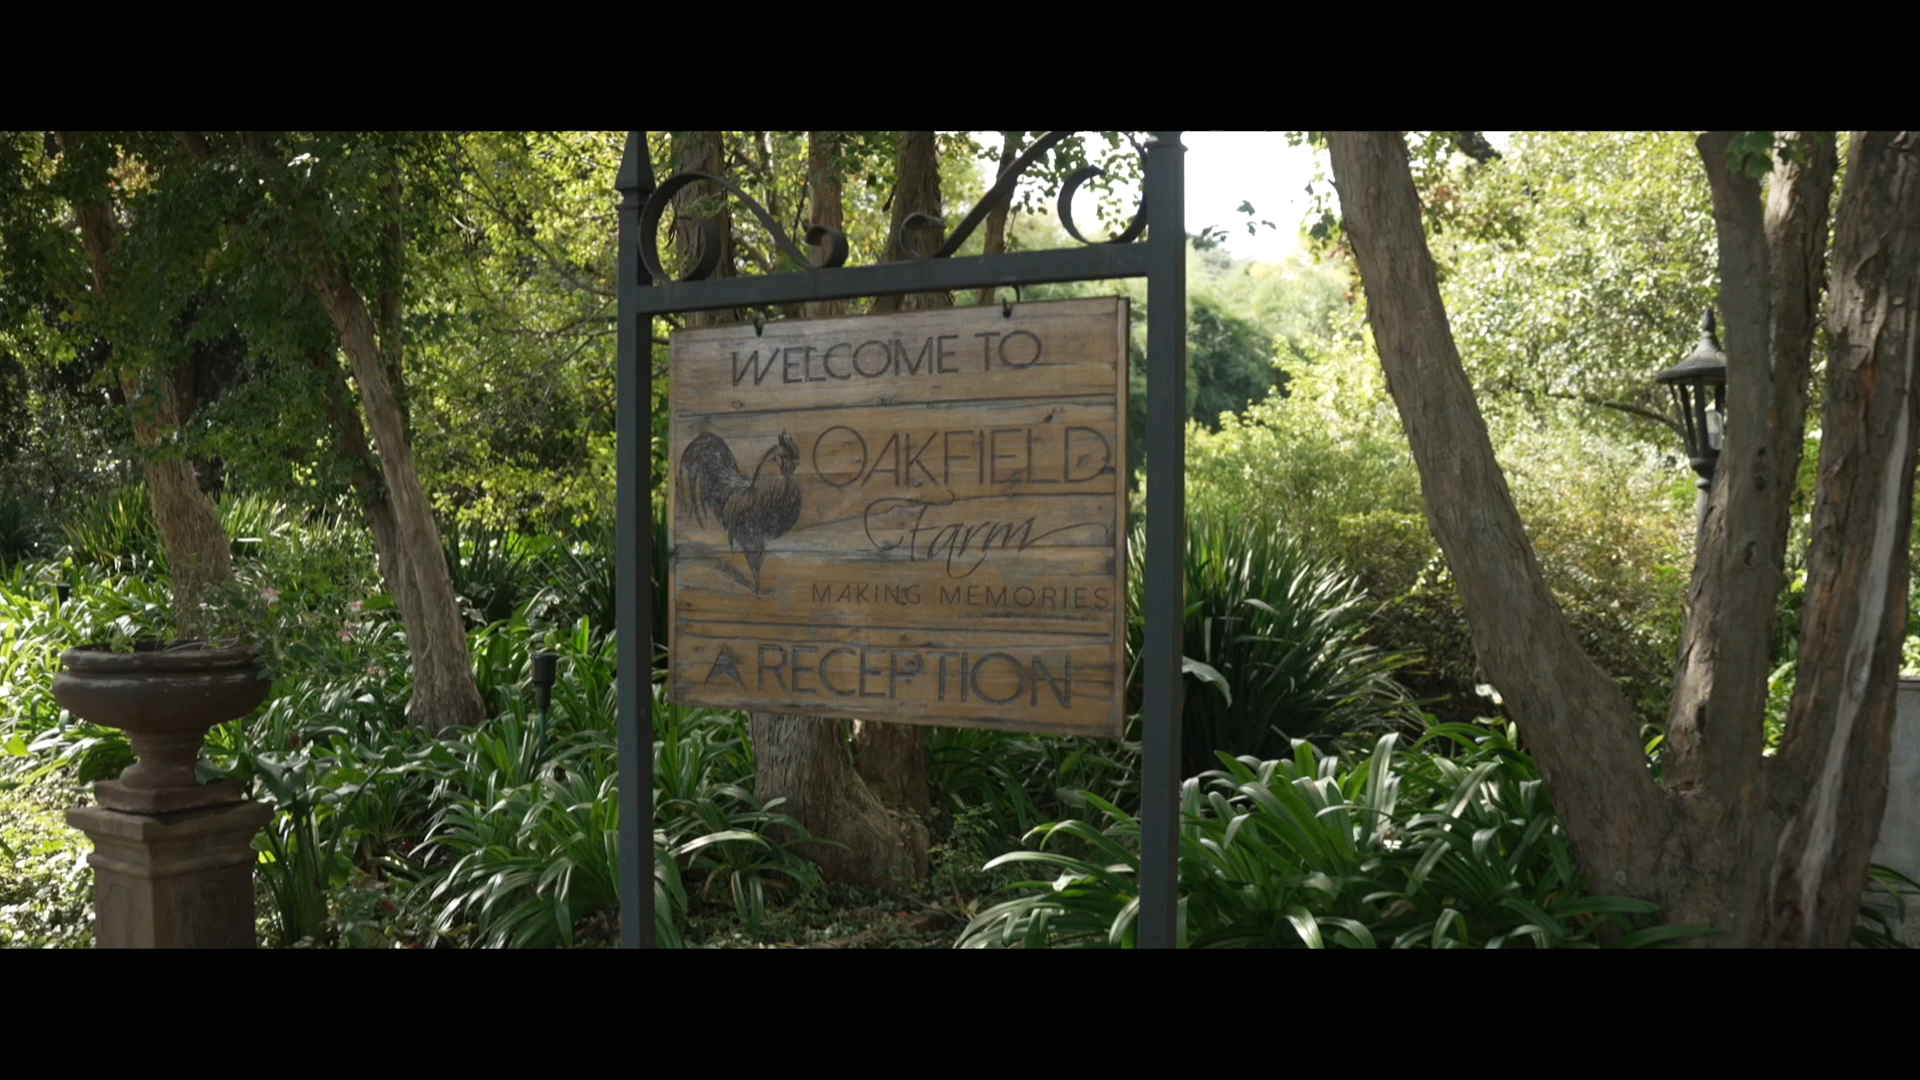 WELCOME TO
OAKFIELD
Farm
MAKING MEMORIES
RECEPTION